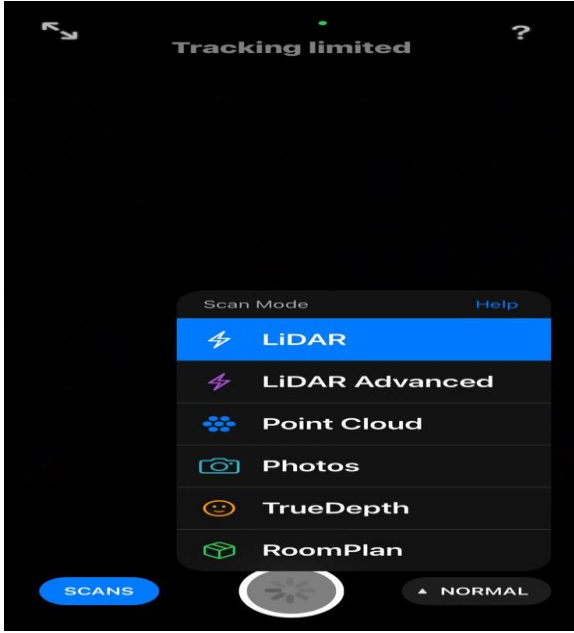 Tracking limited
?
Scan Mode Help
LiDAR
LiDAR Advanced
Point Cloud
Photos
TrueDepth
RoomPlan
SCANS
NORMAL